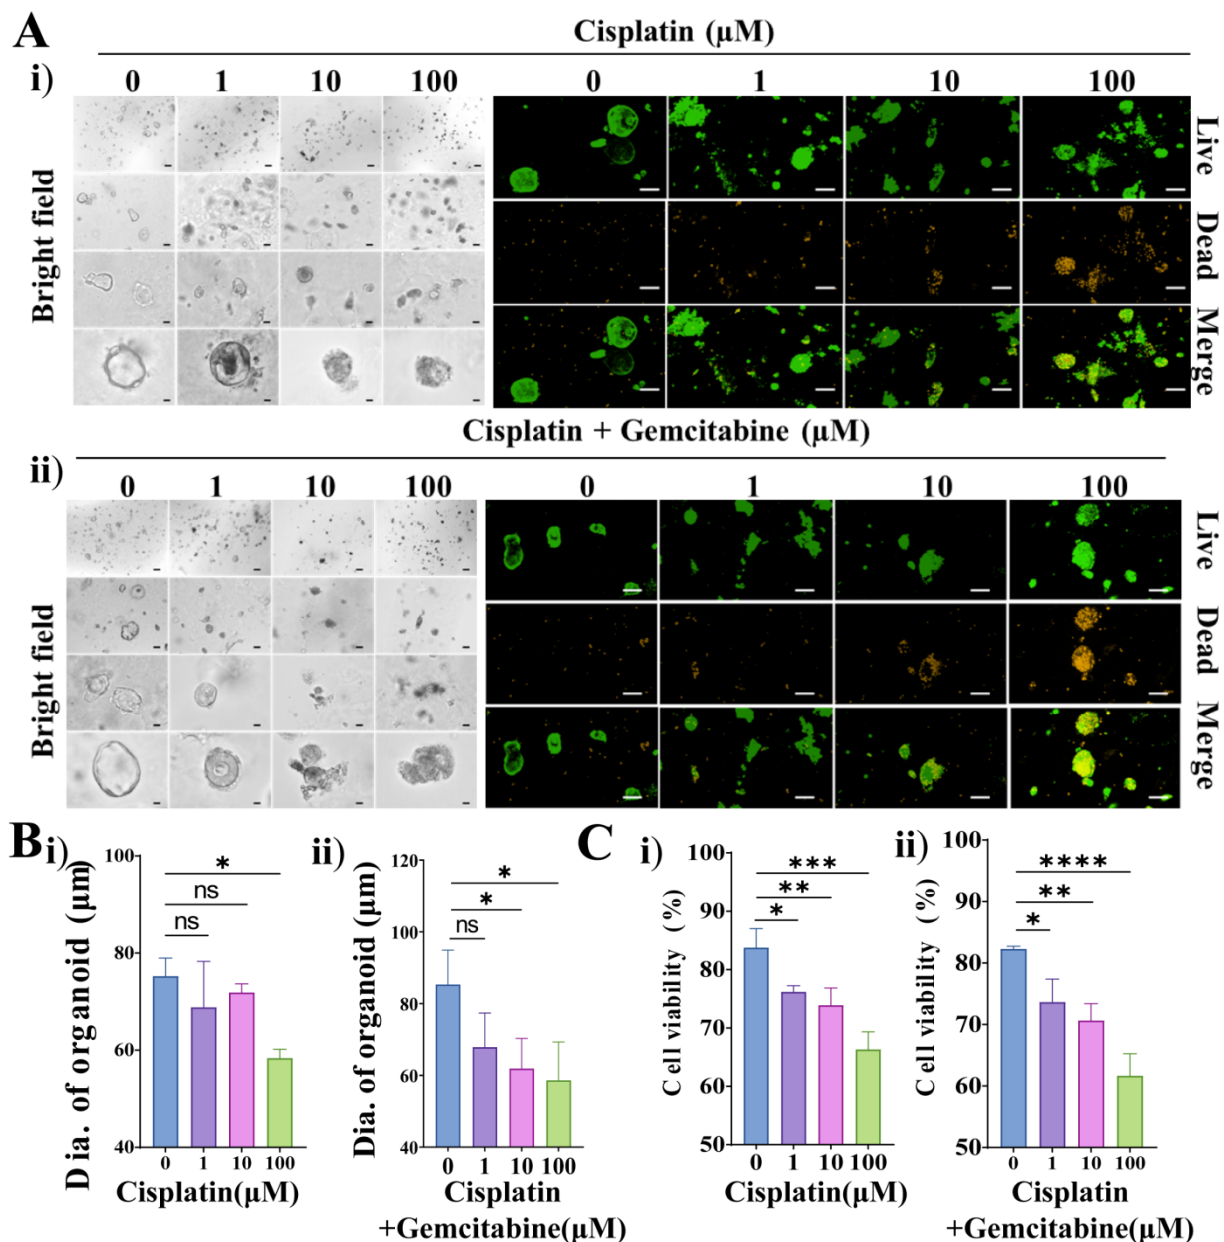 A
Cisplatin (µM)
i)
0 1 10 100 0 1 10 100
Bright field
Live
Dead
Merge
Cisplatin + Gemcitabine (µM)
ii)
0 1 10 100 0 1 10 100
Bright field
Live
Dead
Merge
B
i)
Dia. of organoid (µm)
100
80
60
40
*
ns
ns
0 1 10 100
Cisplatin(µM)
ii)
Dia. of organoid (µm)
120
100
80
60
40
*
*
ns
0 1 10 100
Cisplatin
+Gemcitabine(µM)
C
i)
Cell viability (%)
100
90
80
70
60
50
***
**
*
0 1 10 100
Cisplatin(µM)
ii)
Cell viability (%)
100
80
70
60
50
****
**
*
0 1 10 100
Cisplatin
+Gemcitabine(µM)